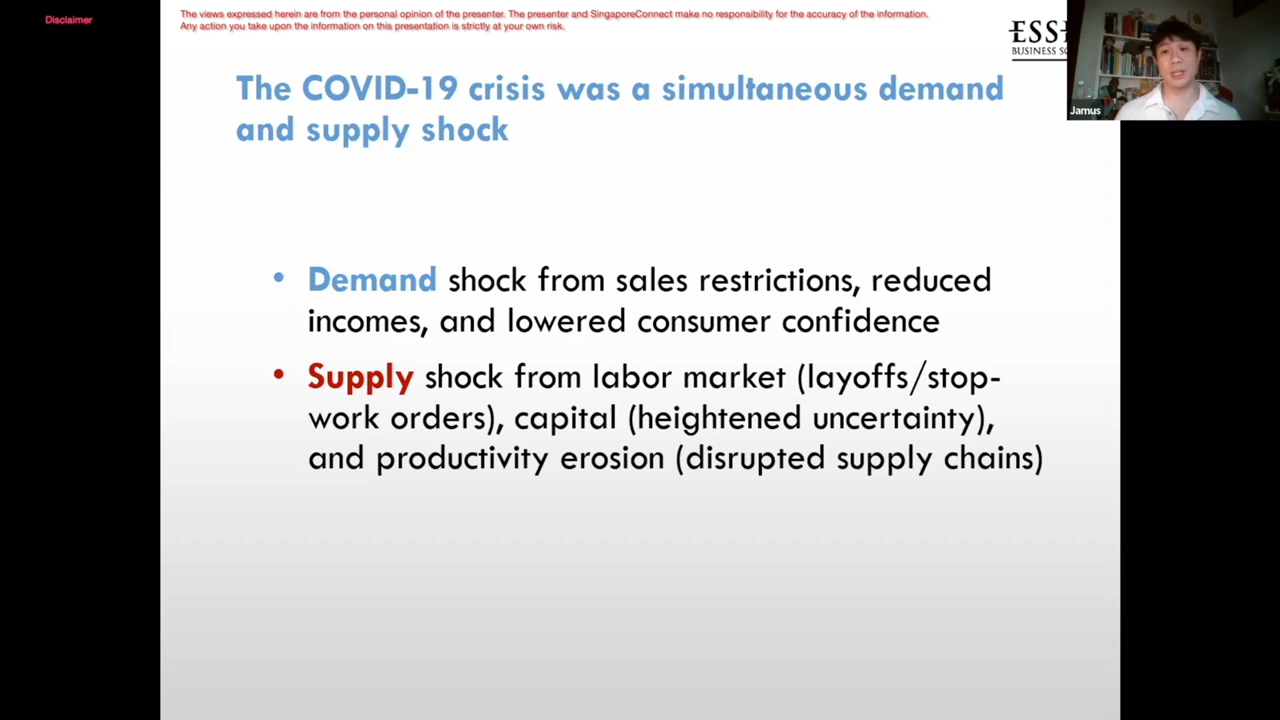 Disclaimer
The views expressed herein are from the personal opinion of the presenter. The presenter and SingaporeConnect make no responsibility for the accuracy of the information.
Any action you take upon the information on this presentation is strictly at your own risk.
BUSINESS
Jamus
The COVID-19 crisis was a simultaneous demand
and supply shock
• Demand shock from sales restrictions, reduced
incomes, and lowered consumer confidence
• Supply shock from labor market (layoffs/stop-
work orders), capital (heightened uncertainty),
and productivity erosion (disrupted supply chains)